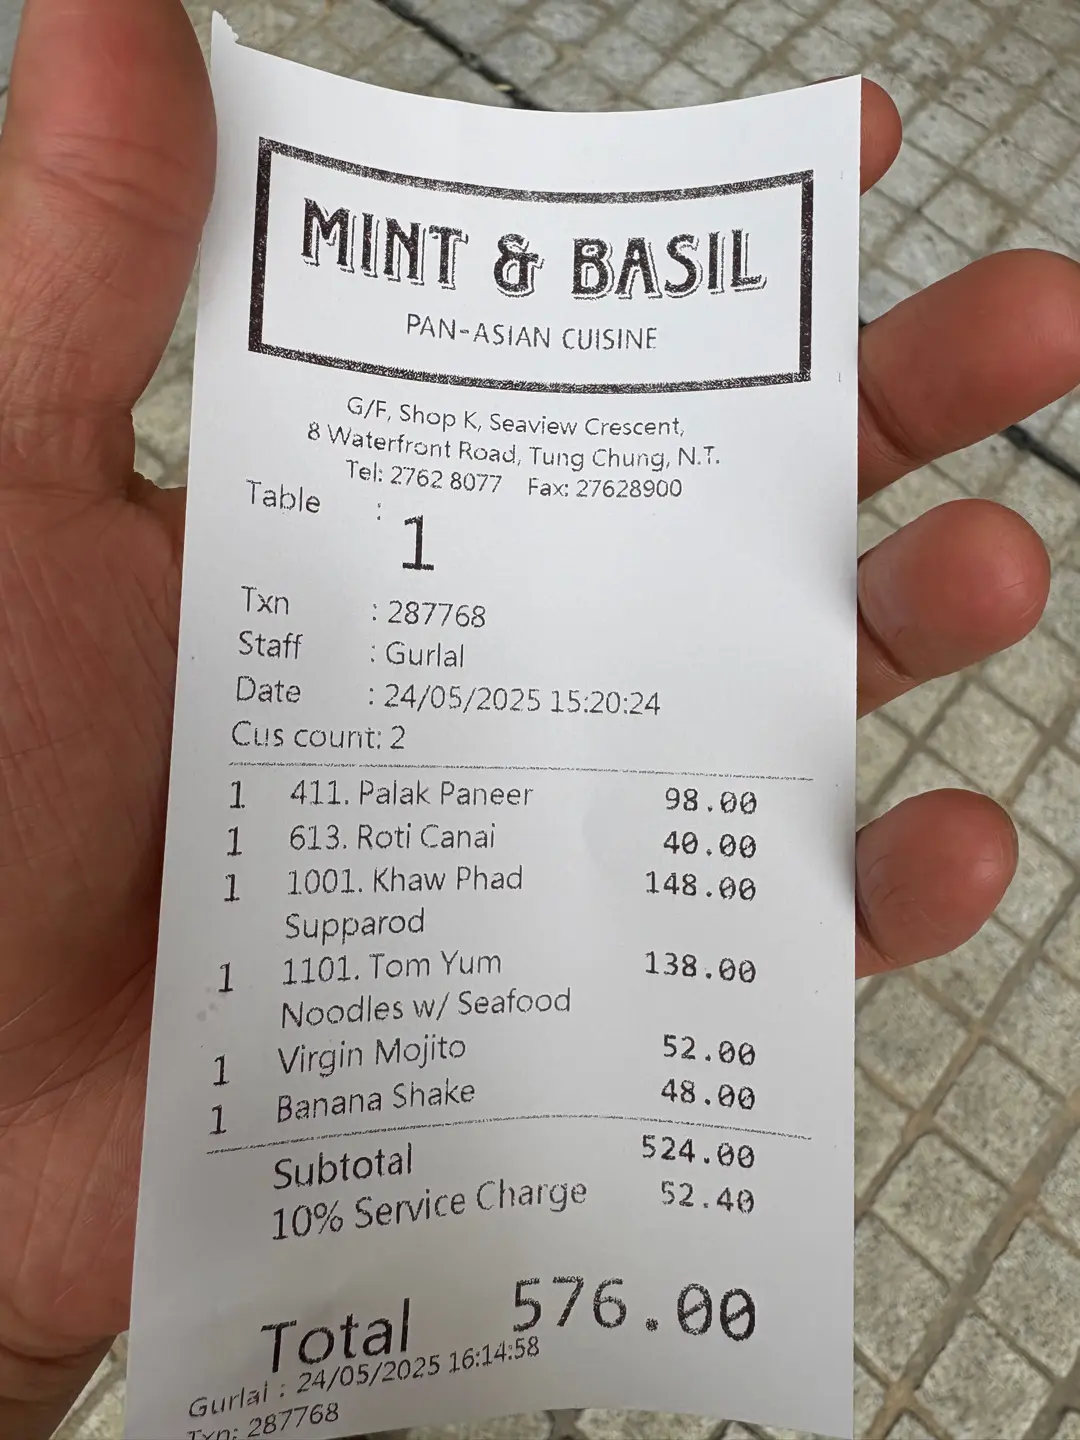 MINT & BASIL
PAN-ASIAN CUISINE
G/F, Shop K, Seaview Crescent,
8 Waterfront Road, Tung Chung, N.T.
Tel: 2762 8077 Fax: 27628900
Table :
1
Txn : 287768
Staff : Gurlal
Date : 24/05/2025 15:20:24
Cus count: 2
1 411. Palak Paneer 98.00
1 613. Roti Canai 40.00
1 1001. Khaw Phad 148.00
Supparod
1 1101. Tom Yum 138.00
Noodles w/ Seafood
1 Virgin Mojito 52.00
1 Banana Shake 48.00
Subtotal 524.00
10% Service Charge 52.40
Total 576.00
Gurlal : 24/05/2025 16:14:58
Txn: 287768